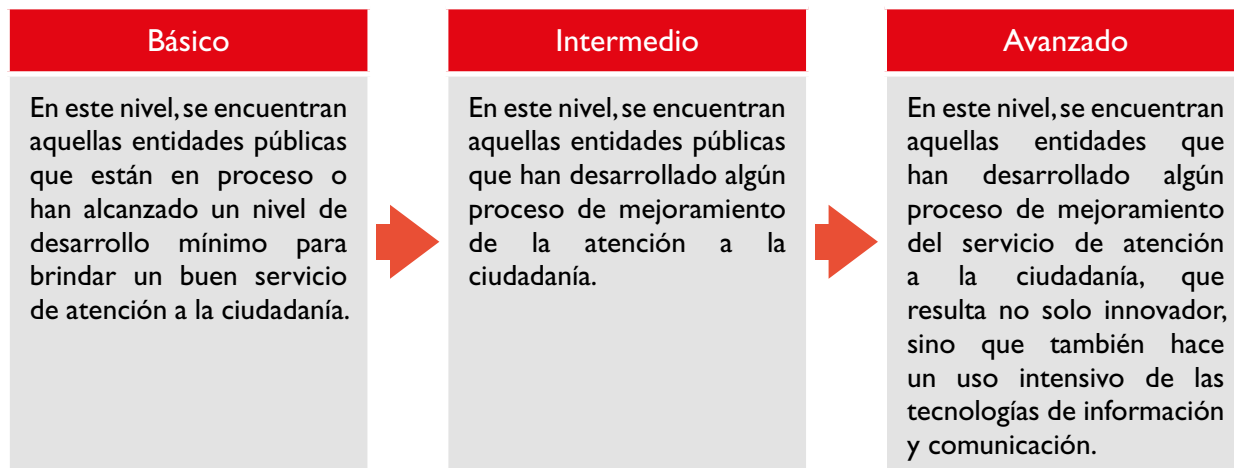 Básico
En este nivel, se encuentran
aquellas entidades públicas
que están en proceso o
han alcanzado un nivel de
desarrollo mínimo para
brindar un buen servicio
de atención a la ciudadanía.
Intermedio
En este nivel, se encuentran
aquellas entidades públicas
que han desarrollado algún
proceso de mejoramiento
de la atención a la
ciudadanía.
Avanzado
En este nivel, se encuentran
aquellas entidades que
han desarrollado algún
proceso de mejoramiento
del servicio de atención
a la ciudadanía, que
resulta no solo innovador,
sino que también hace
un uso intensivo de las
tecnologías de información
y comunicación.